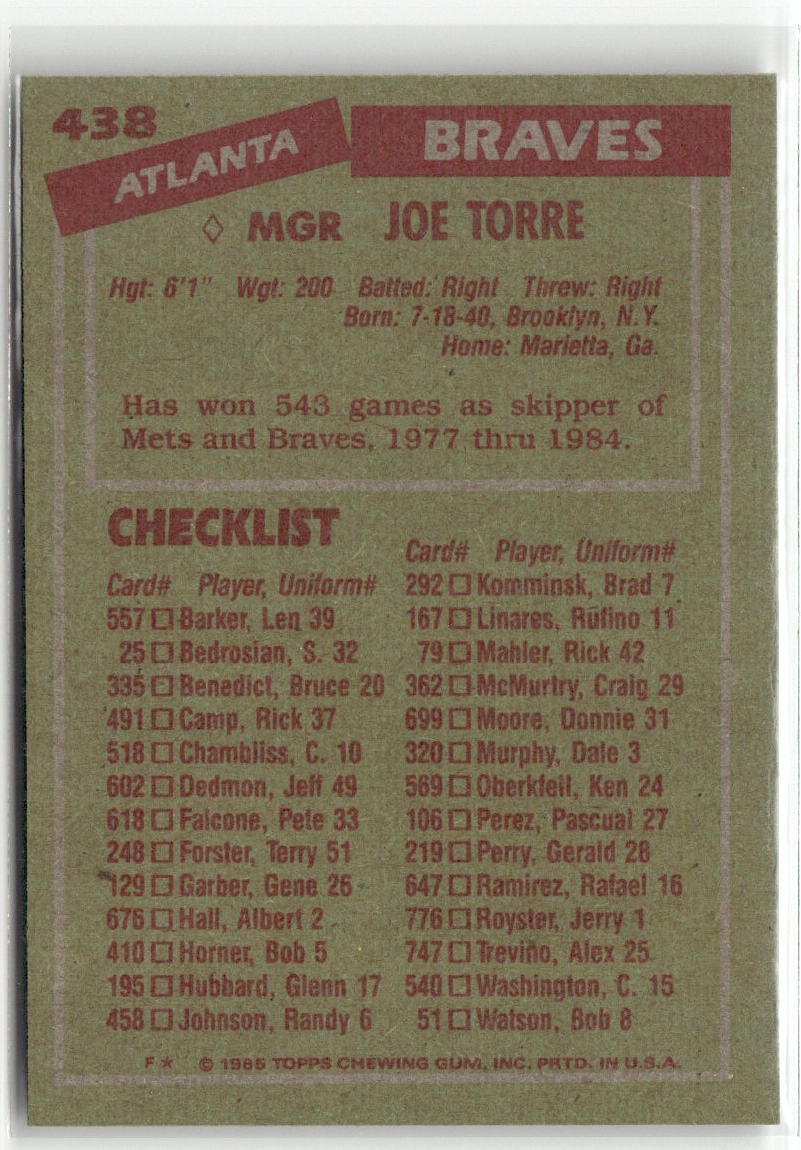 438
ATLANTA BRAVES
◇ MGR JOE TORRE
Hgt: 6'1" Wgt: 200 Batted: Right Threw: Right
Born: 7-18-40, Brooklyn, N.Y.
Home: Marietta, Ga.
Has won 543 games as skipper of
Mets and Braves, 1977 thru 1984.
CHECKLIST
Card# Player, Uniform#
557 □ Barker, Len 39
25 □ Bedrosian, S. 32
335 □ Benedict, Bruce 20
491 □ Camp, Rick 37
518 □ Chambliss, C. 10
602 □ Dedmon, Jeff 49
618 □ Falcone, Pete 33
248 □ Forster, Terry 51
129 □ Garber, Gene 26
676 □ Hall, Albert 2
410 □ Horner, Bob 5
195 □ Hubbard, Glenn 17
458 □ Johnson, Randy 6
Card# Player, Uniform#
292 □ Komminsk, Brad 7
167 □ Linares, Rufino 11
79 □ Mahler, Rick 42
362 □ McMurtry, Craig 29
699 □ Moore, Donnie 31
320 □ Murphy, Dale 3
569 □ Oberkfell, Ken 24
106 □ Perez, Pascual 27
219 □ Perry, Gerald 28
647 □ Ramirez, Rafael 16
776 □ Royster, Jerry 1
747 □ Treviño, Alex 25
540 □ Washington, C. 15
51 □ Watson, Bob 8
F★ © 1985 TOPPS CHEWING GUM, INC. PRTD. IN U.S.A.